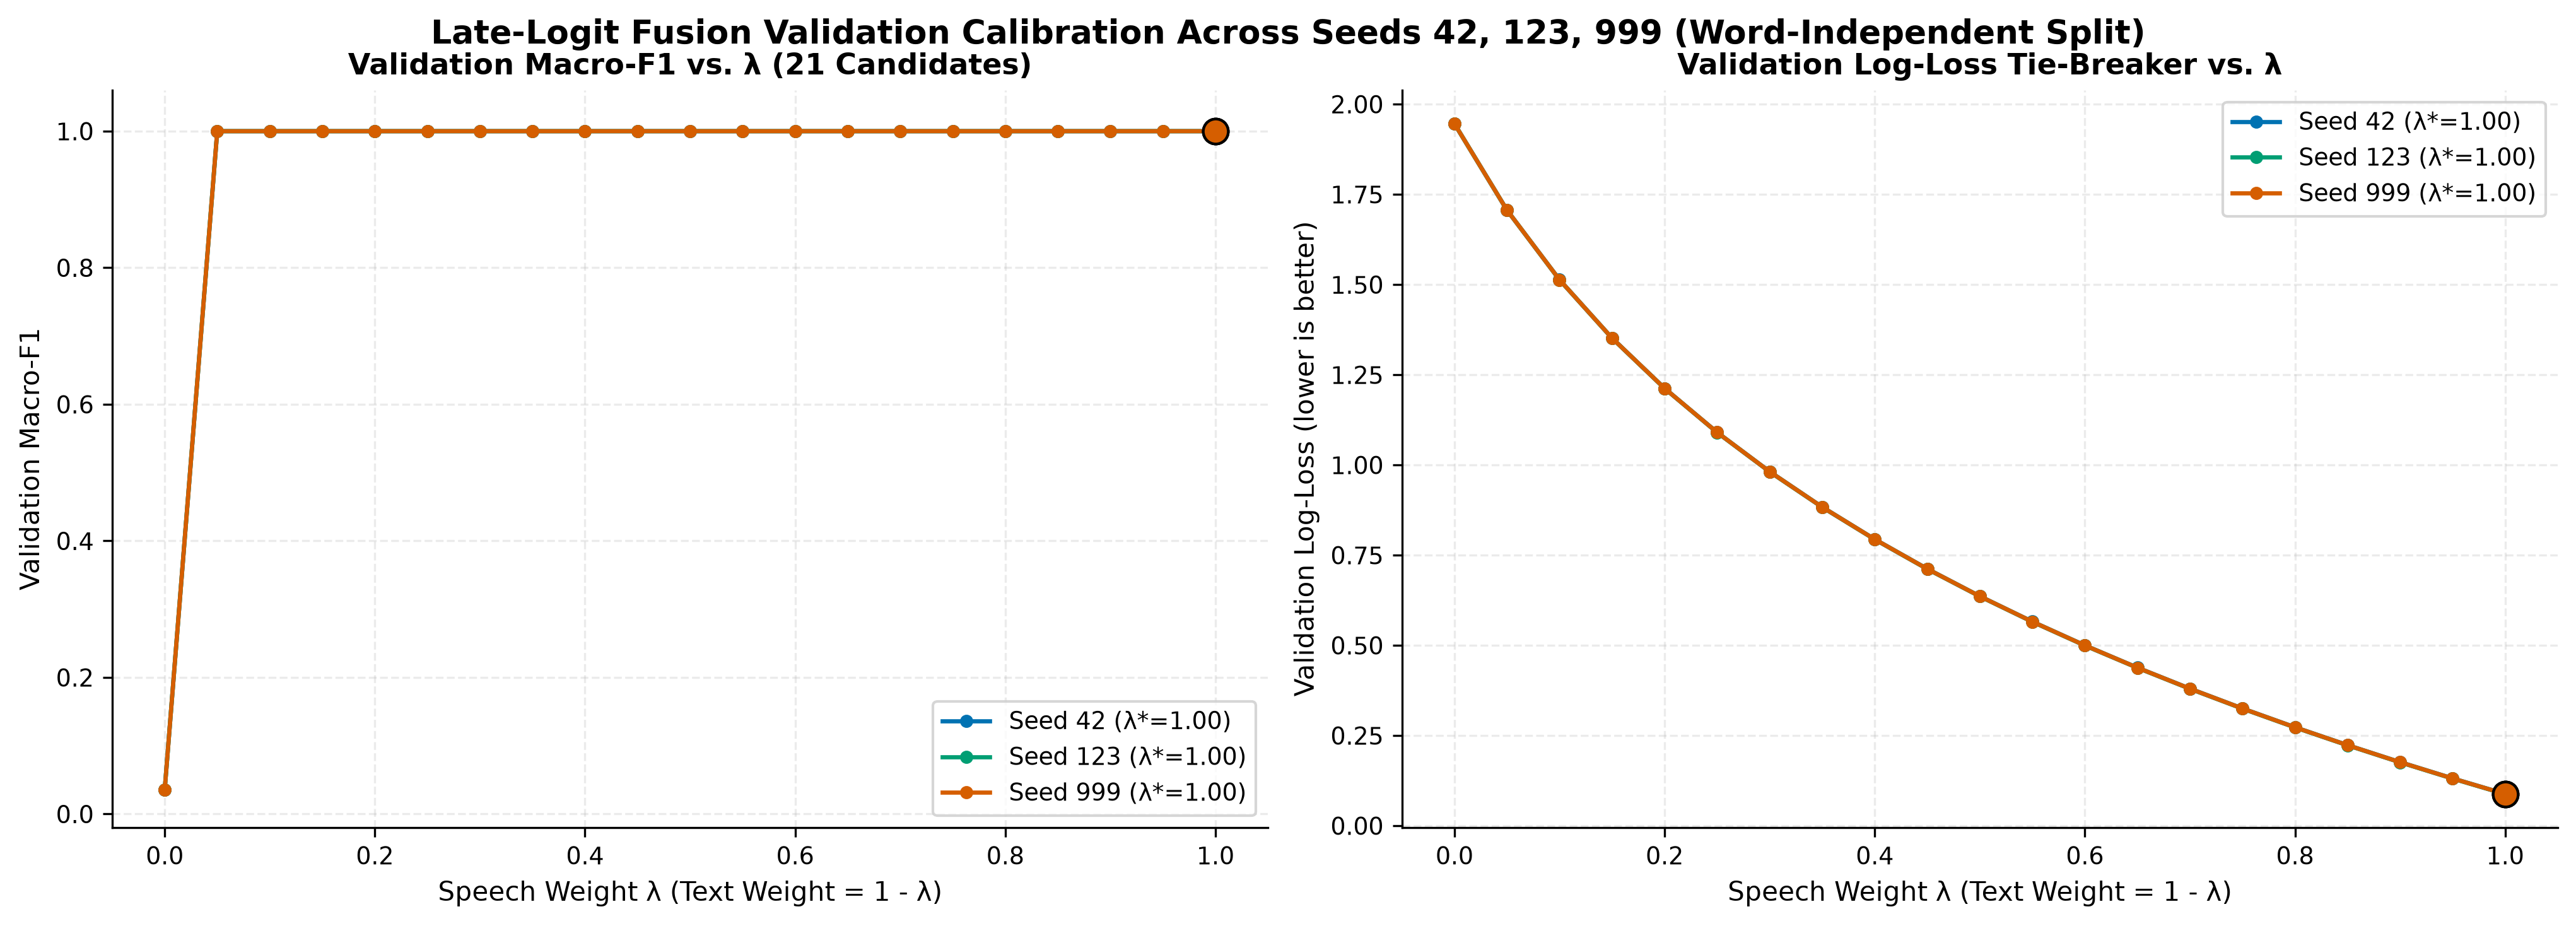 Late-Logit Fusion Validation Calibration Across Seeds 42, 123, 999 (Word-Independent Split)
Validation Macro-F1 vs. λ (21 Candidates)
Validation Macro-F1
1.0
0.8
0.6
0.4
0.2
0.0
0.0 0.2 0.4 0.6 0.8 1.0
Speech Weight λ (Text Weight = 1 - λ)
Seed 42 (λ*=1.00)
Seed 123 (λ*=1.00)
Seed 999 (λ*=1.00)
Validation Log-Loss Tie-Breaker vs. λ
Validation Log-Loss (lower is better)
2.00
1.75
1.50
1.25
1.00
0.75
0.50
0.25
0.00
0.0 0.2 0.4 0.6 0.8 1.0
Speech Weight λ (Text Weight = 1 - λ)
Seed 42 (λ*=1.00)
Seed 123 (λ*=1.00)
Seed 999 (λ*=1.00)